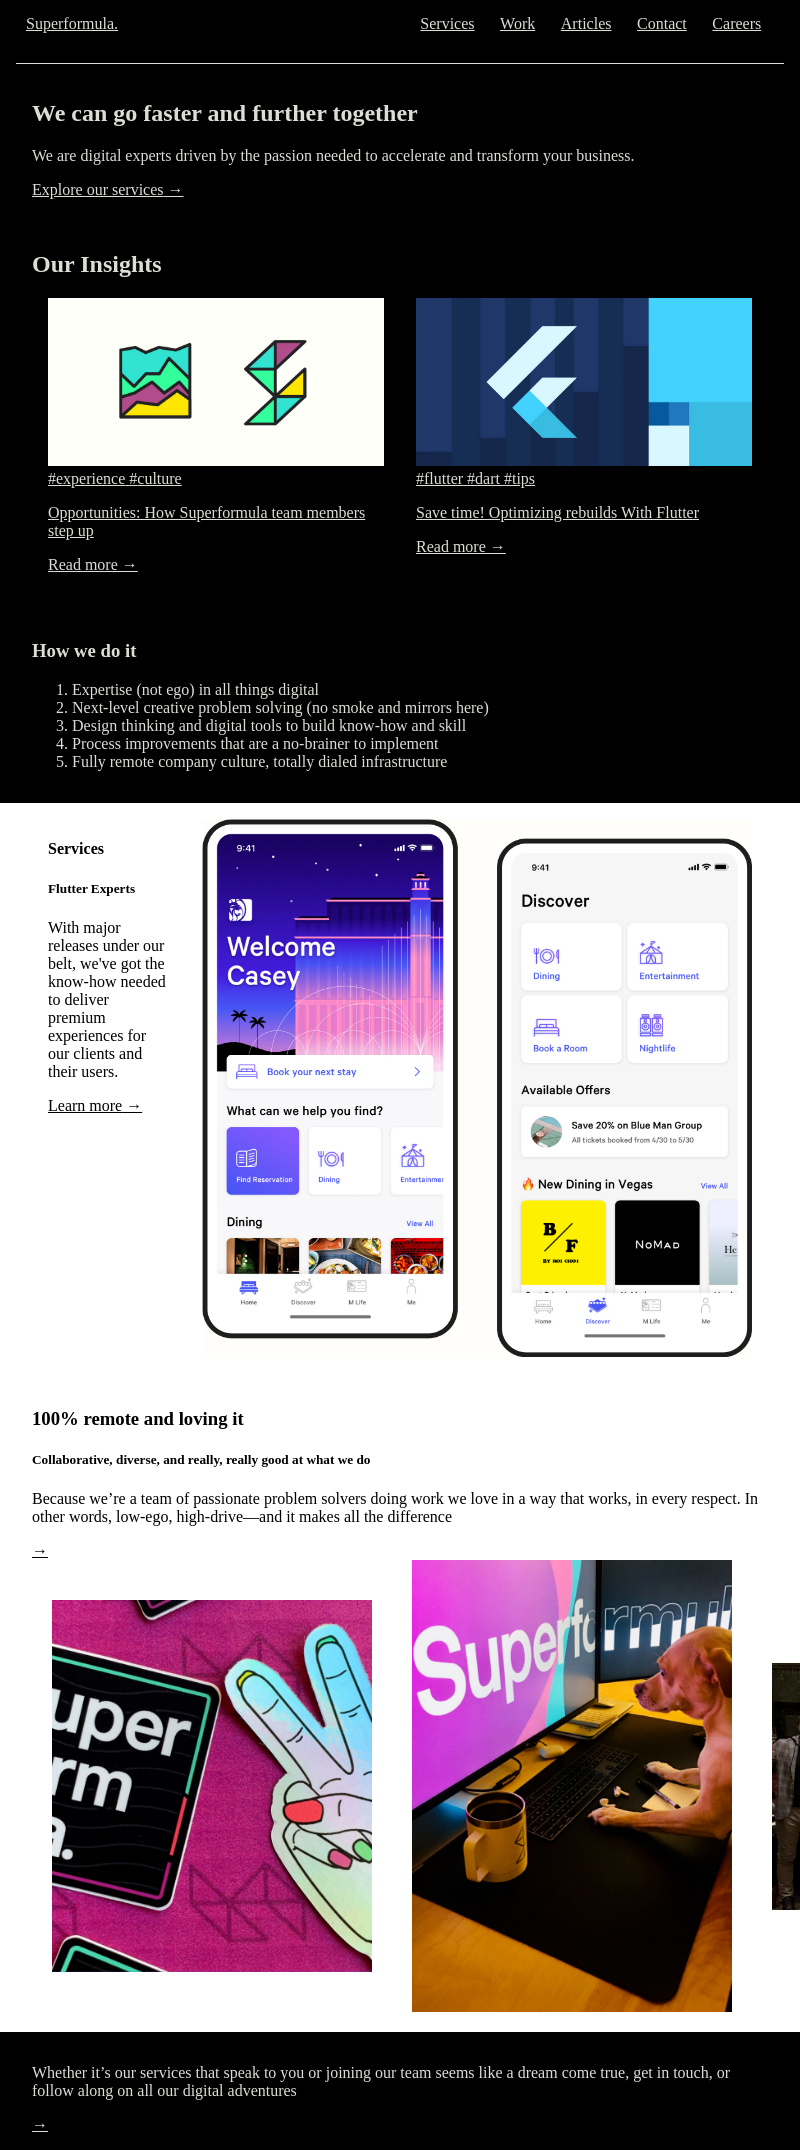 Superformula.
Services Work Articles Contact Careers
We can go faster and further together
We are digital experts driven by the passion needed to accelerate and transform your business.
Explore our services →
Our Insights
#experience #culture
Opportunities: How Superformula team members
step up
Read more →
#flutter #dart #tips
Save time! Optimizing rebuilds With Flutter
Read more →
How we do it
1. Expertise (not ego) in all things digital
2. Next-level creative problem solving (no smoke and mirrors here)
3. Design thinking and digital tools to build know-how and skill
4. Process improvements that are a no-brainer to implement
5. Fully remote company culture, totally dialed infrastructure
Services
Flutter Experts
With major
releases under our
belt, we've got the
know-how needed
to deliver
premium
experiences for
our clients and
their users.
Learn more →
9:41
Welcome
Casey
Book your next stay
What can we help you find?
Find Reservation
Dining
Entertainmen
Dining
View All
Home
Discover
M Life
Me
9:41
Discover
Dining
Entertainment
Book a Room
Nightlife
Available Offers
Save 20% on Blue Man Group
All tickets booked from 4/30 to 5/30
🔥 New Dining in Vegas
View All
B/F
BY ROI CHOI
NOMAD
He
Home
Discover
M Life
Me
100% remote and loving it
Collaborative, diverse, and really, really good at what we do
Because we’re a team of passionate problem solvers doing work we love in a way that works, in every respect. In
other words, low-ego, high-drive—and it makes all the difference
→
uper
rm
a.
Superformul
Whether it’s our services that speak to you or joining our team seems like a dream come true, get in touch, or
follow along on all our digital adventures
→